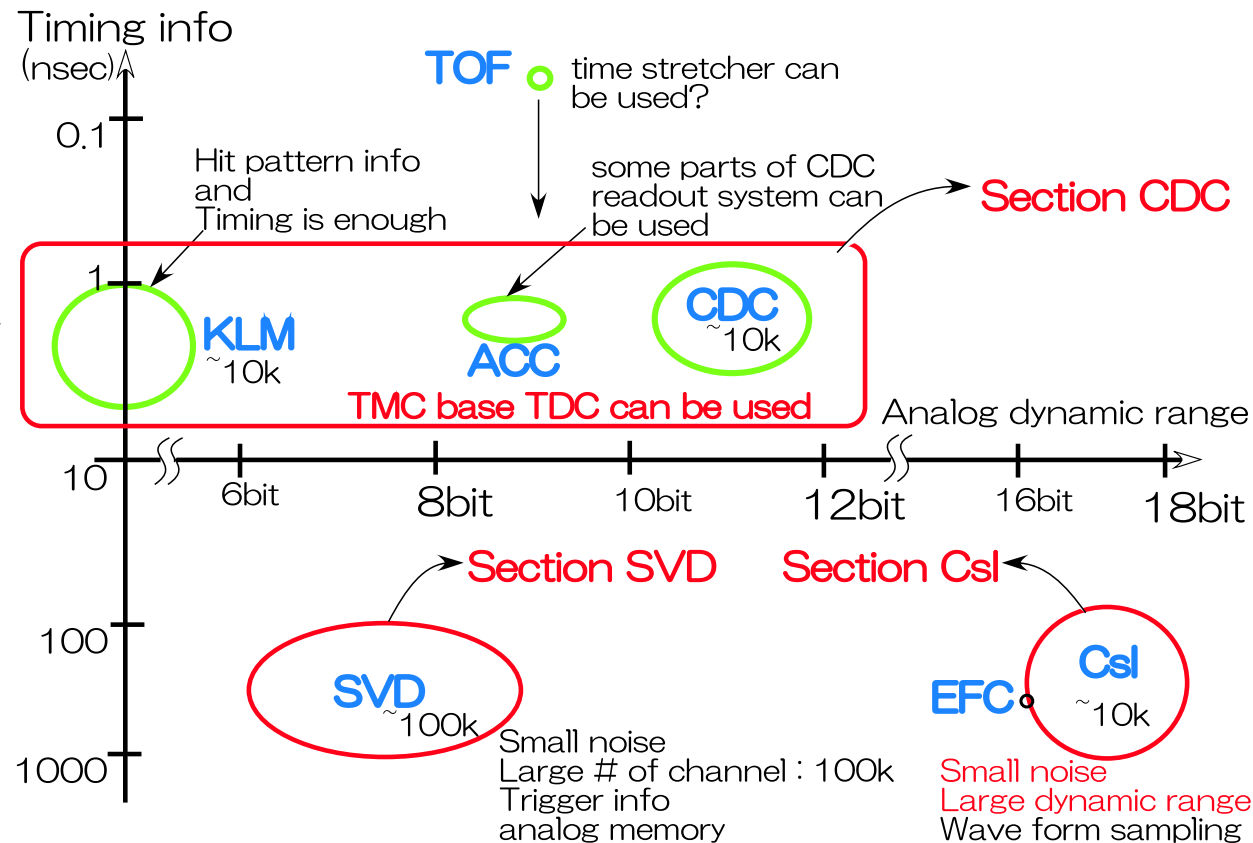 Timing info
(nsec)
TOF
time stretcher can
be used?
0.1
Hit pattern info
and
Timing is enough
some parts of CDC
readout system can
be used
Section CDC
1
KLM
~10k
ACC
CDC
~10k
TMC base TDC can be used
Analog dynamic range
10
6bit
8bit
10bit
12bit
16bit
18bit
Section SVD
Section CsI
100
SVD
~100k
CsI
~10k
EFC
1000
Small noise
Large # of channel : 100k
Trigger info
analog memory
Small noise
Large dynamic range
Wave form sampling